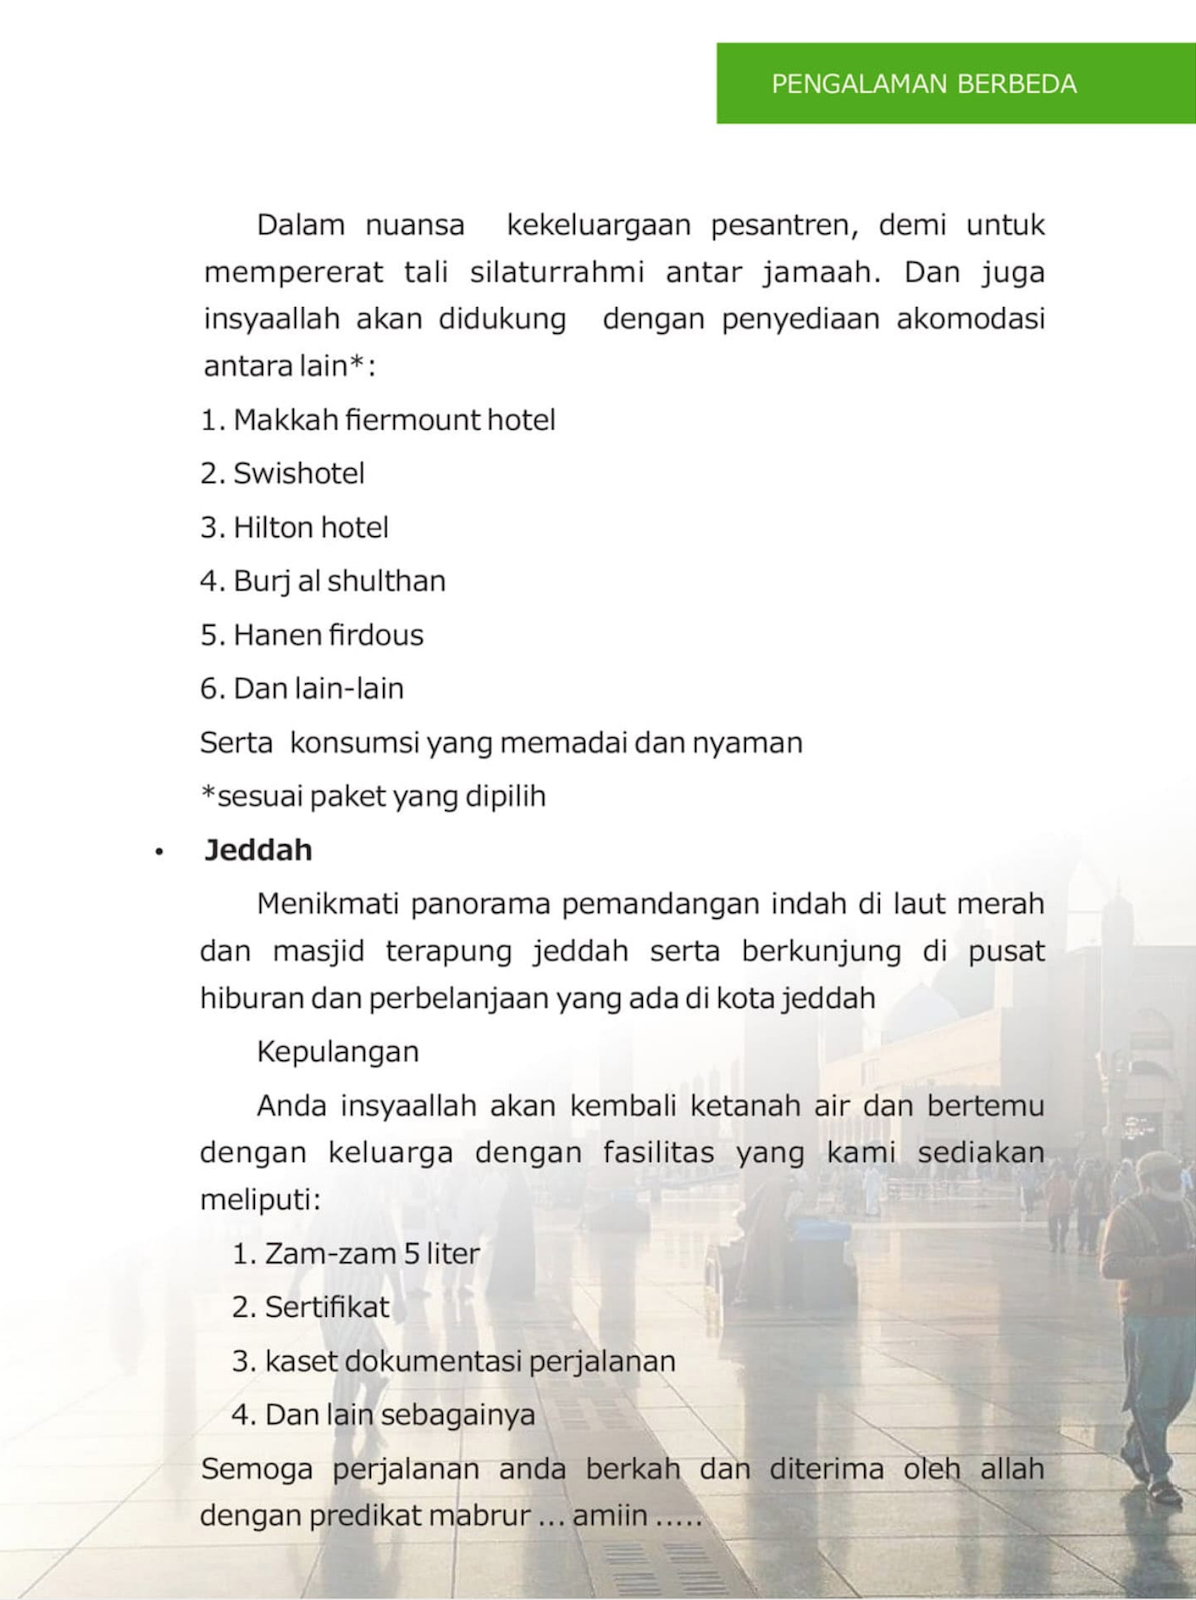 PENGALAMAN BERBEDA
Dalam nuansa kekeluargaan pesantren, demi untuk
mempererat tali silaturrahmi antar jamaah. Dan juga
insyaallah akan didukung dengan penyediaan akomodasi
antara lain*:
1. Makkah fiermount hotel
2. Swishotel
3. Hilton hotel
4. Burj al shulthan
5. Hanen firdous
6. Dan lain-lain
Serta konsumsi yang memadai dan nyaman
*sesuai paket yang dipilih
• Jeddah
Menikmati panorama pemandangan indah di laut merah
dan masjid terapung jeddah serta berkunjung di pusat
hiburan dan perbelanjaan yang ada di kota jeddah
Kepulangan
Anda insyaallah akan kembali ketanah air dan bertemu
dengan keluarga dengan fasilitas yang kami sediakan
meliputi:
1. Zam-zam 5 liter
2. Sertifikat
3. kaset dokumentasi perjalanan
4. Dan lain sebagainya
Semoga perjalanan anda berkah dan diterima oleh allah
dengan predikat mabrur ... amiin .....